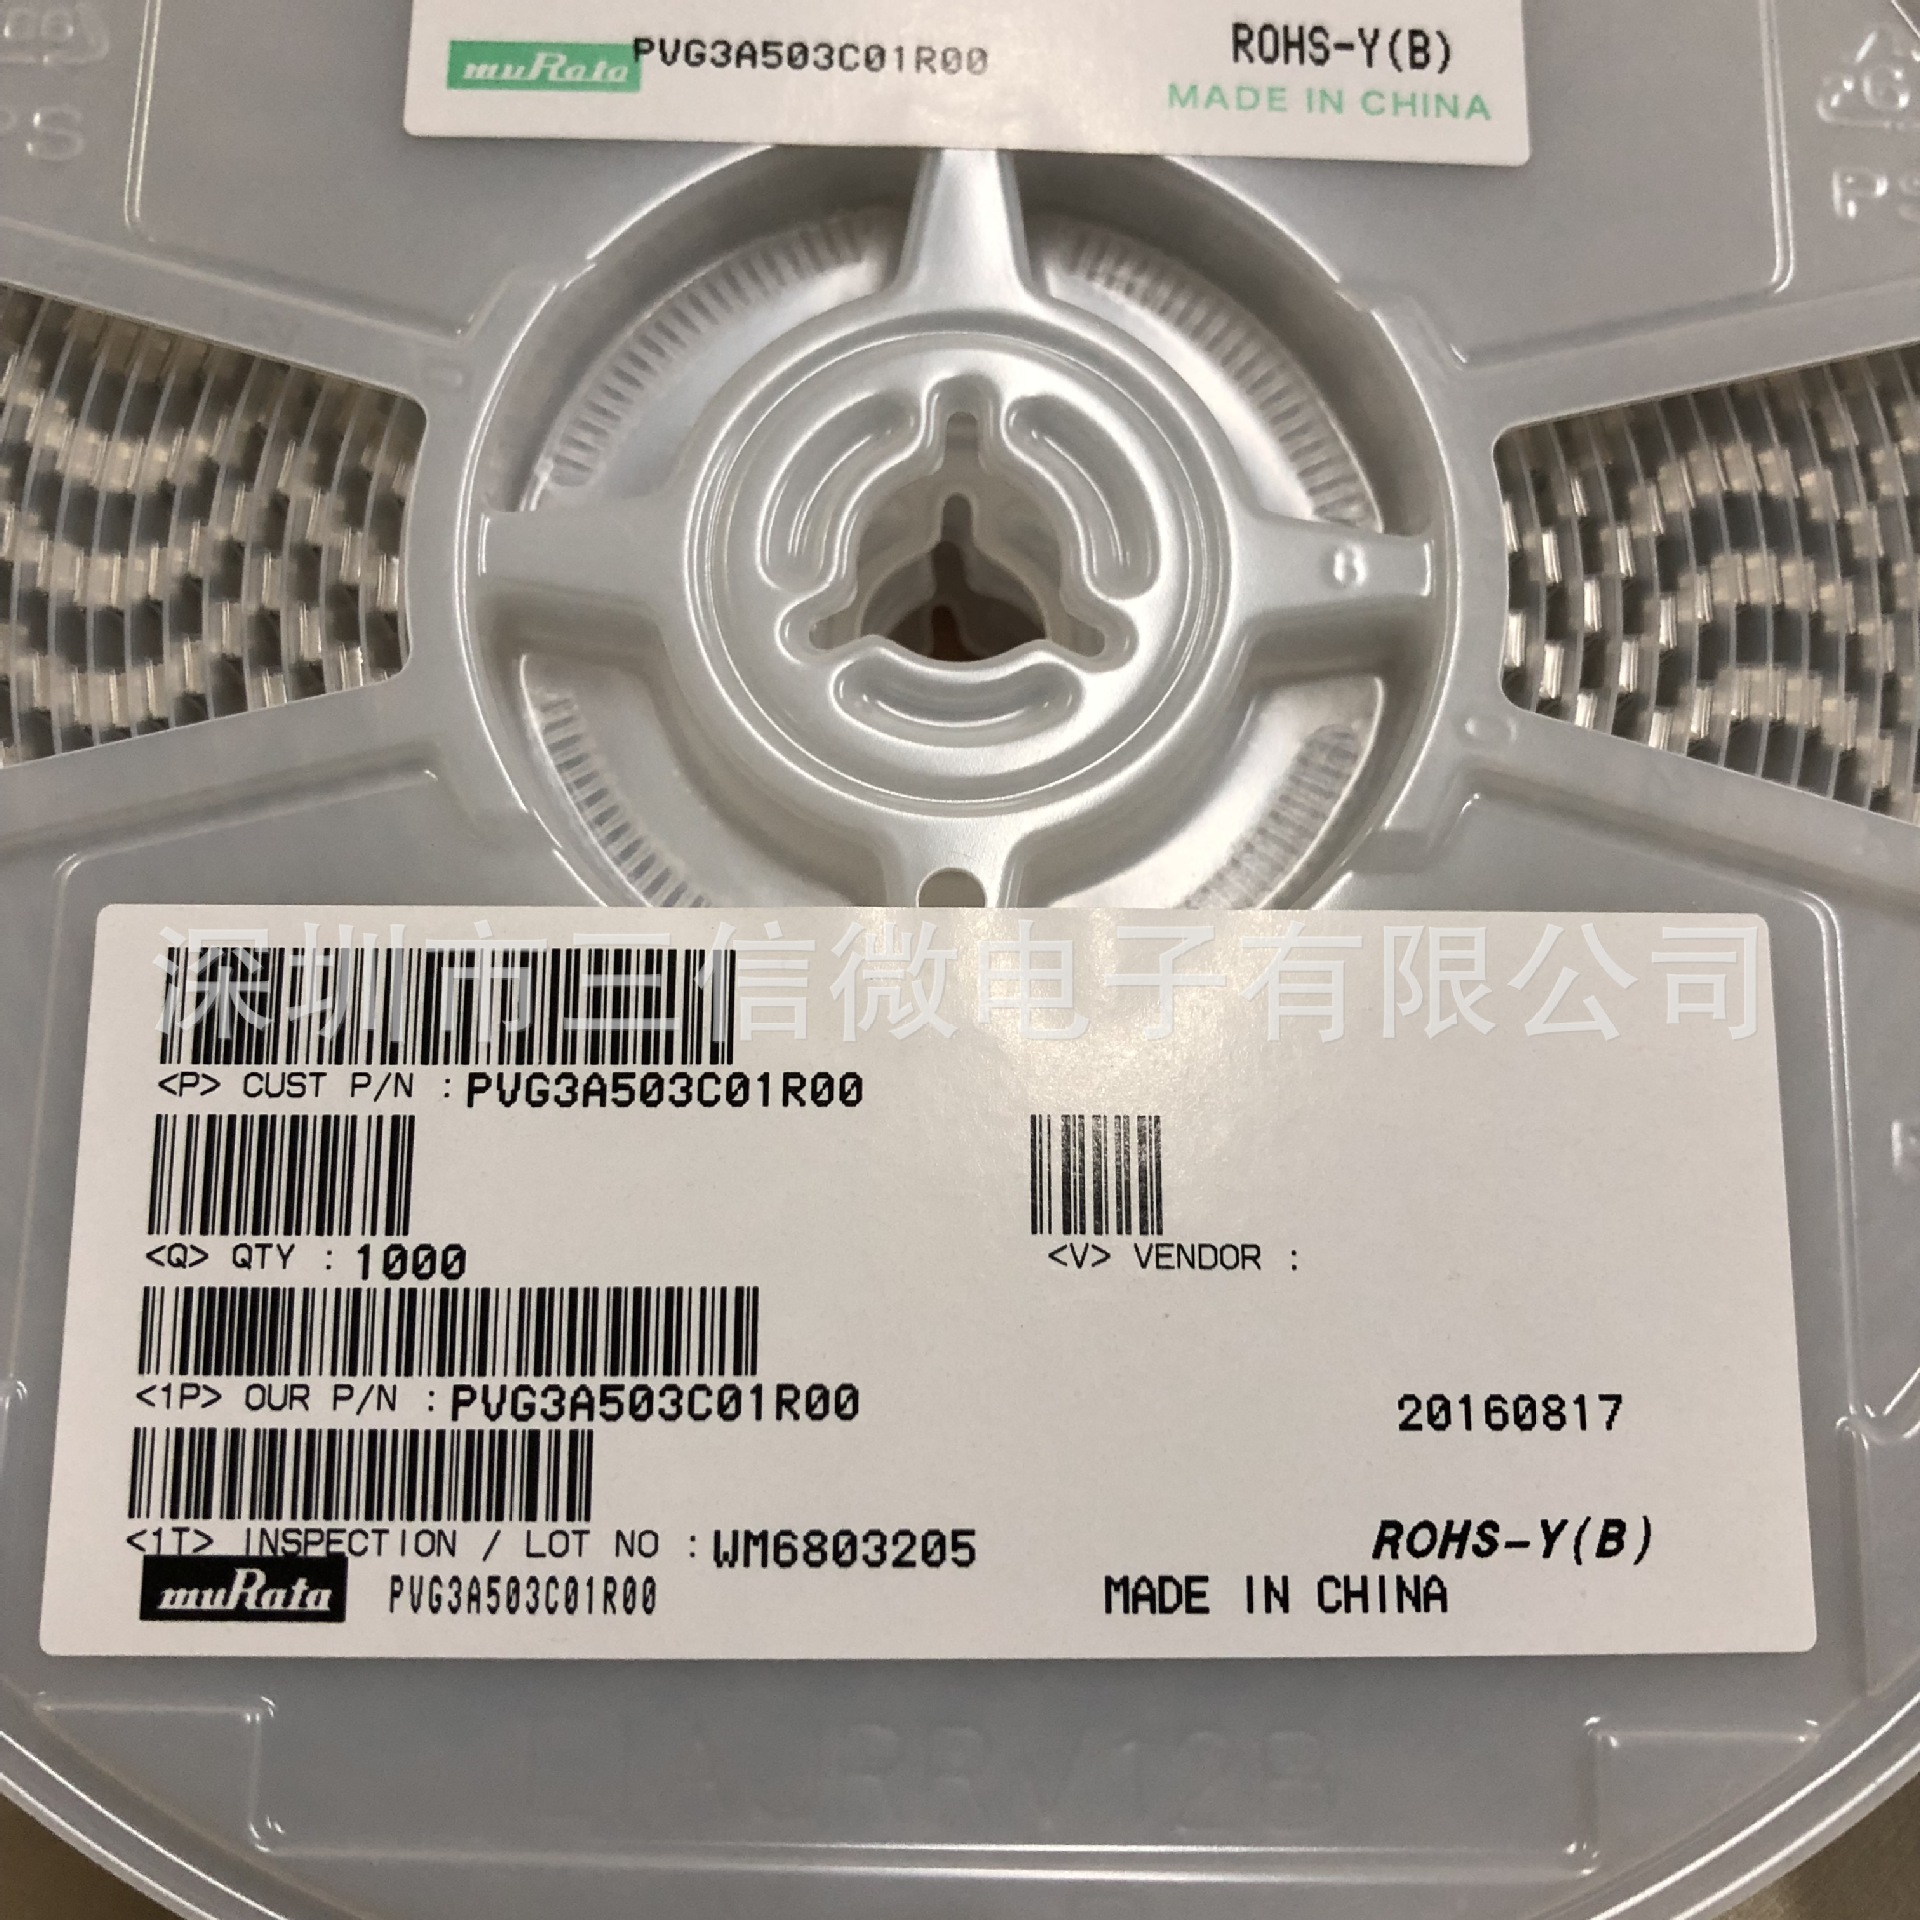 muRata PVG3A503C01R00 ROHS-Y(B)
MADE IN CHINA
PS
6
深圳市三信微电子有限公司
<P> CUST P/N : PVG3A503C01R00
<Q> QTY : 1000 <V> VENDOR :
<1P> OUR P/N : PVG3A503C01R00 20160817
<1T> INSPECTION / LOT NO : WM6803205 ROHS-Y(B)
muRata PVG3A503C01R00 MADE IN CHINA